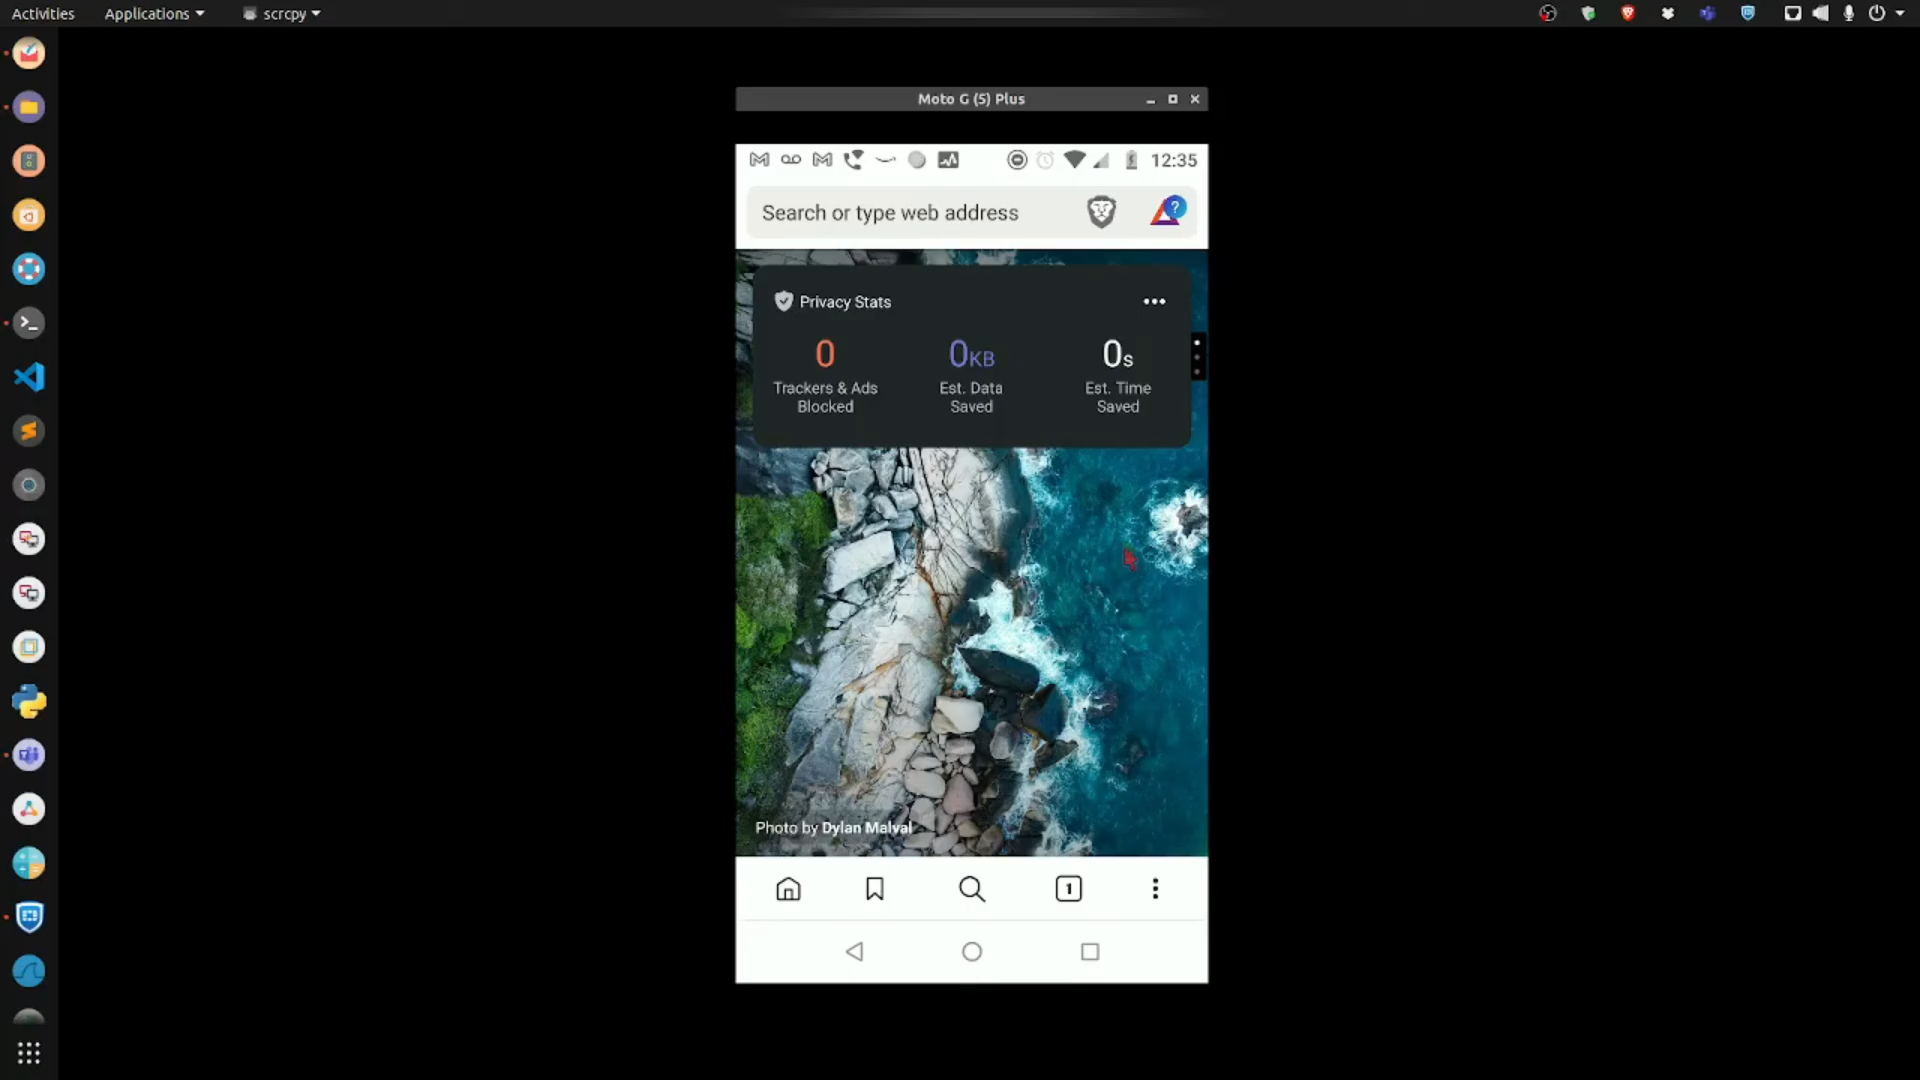 Activities Applications scrcpy
Moto G (5) Plus
12:35
Search or type web address
?
Privacy Stats
0 0KB 0s
Trackers & Ads Est. Data Est. Time
Blocked Saved Saved
Photo by Dylan Malval
1